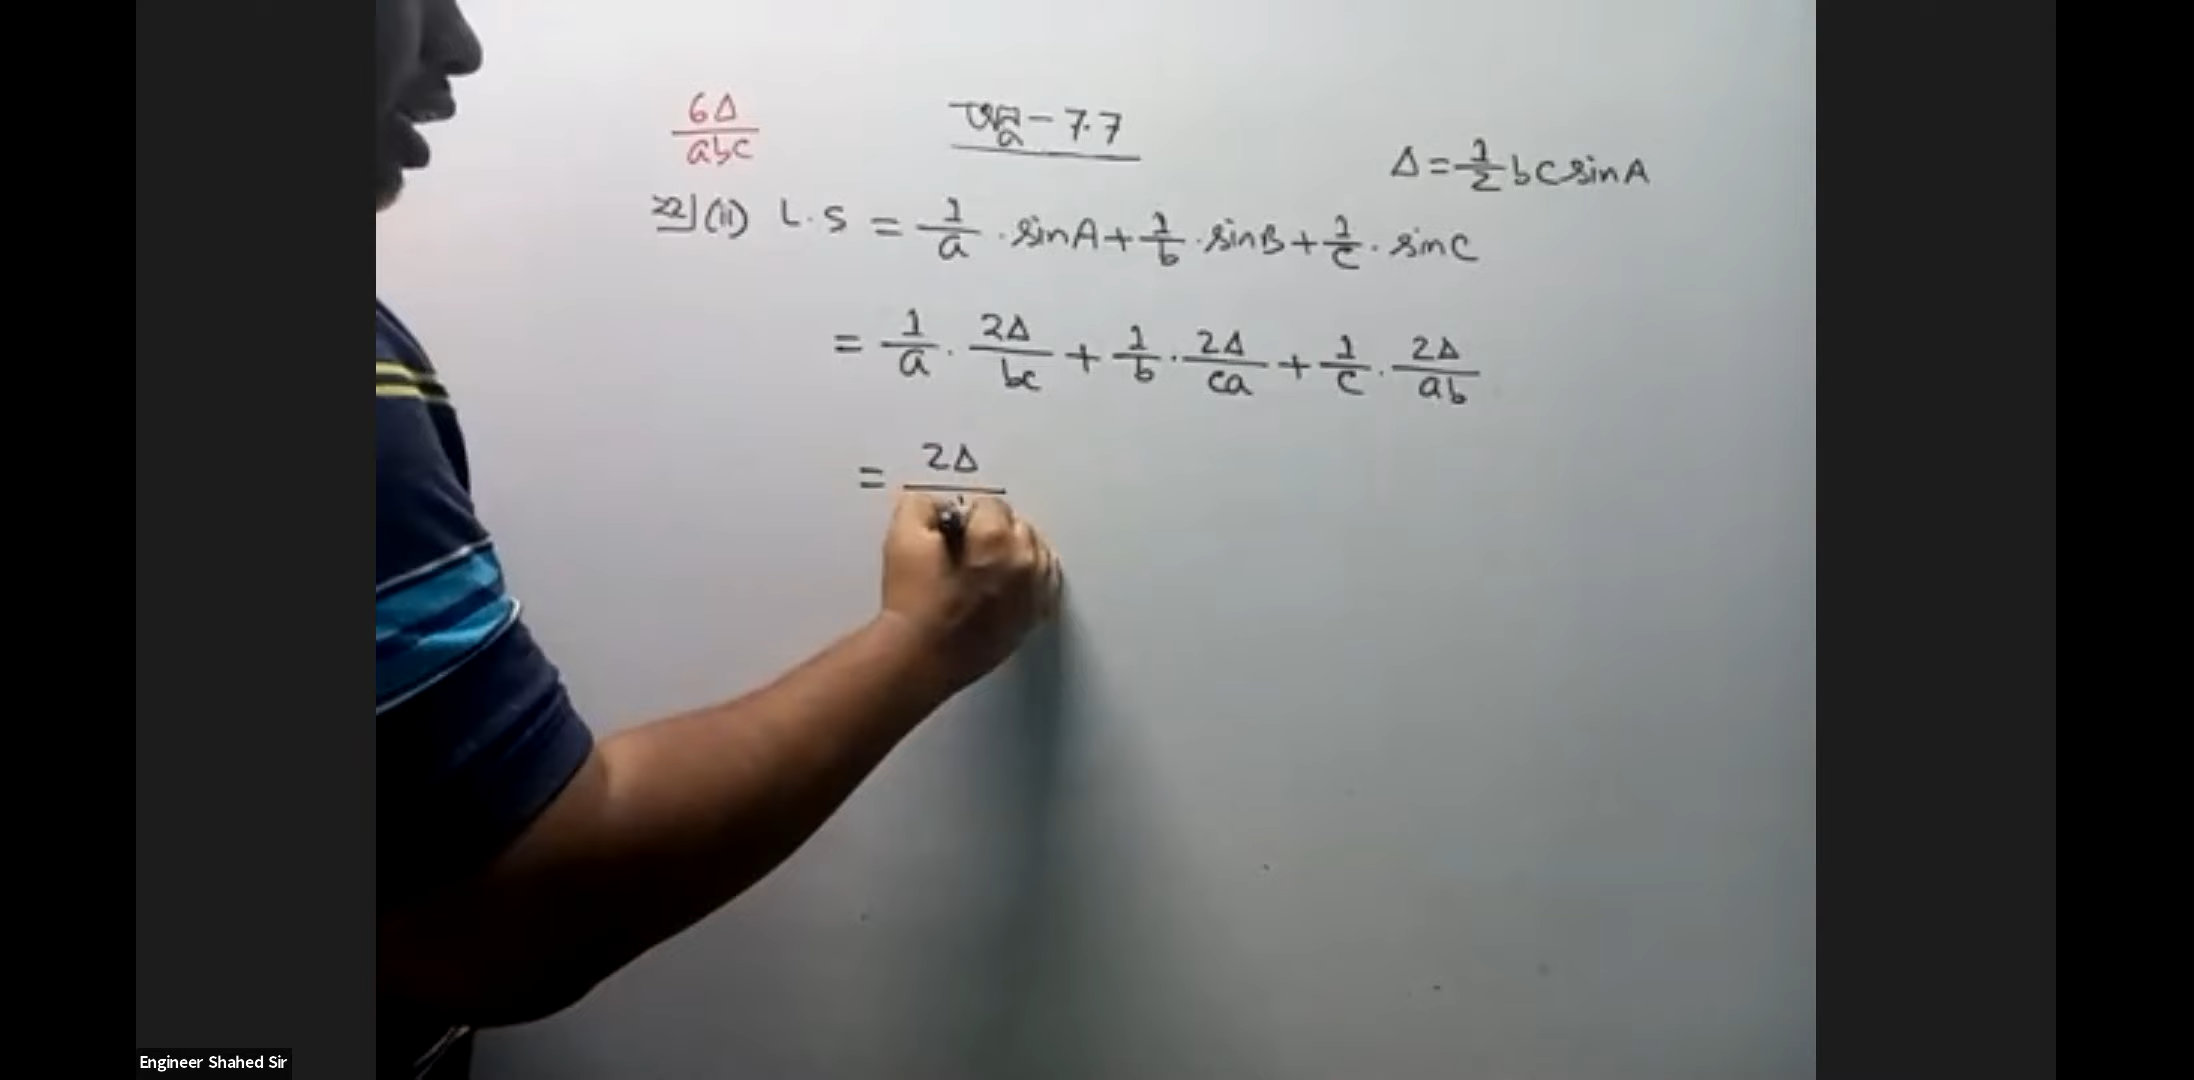 6Δ/abc
অনু - 7.7
Δ = 1/2 bc sinA
22](ii) L.S = 1/a · sinA + 1/b · sinB + 1/c · sinC
= 1/a · 2Δ/bc + 1/b · 2Δ/ca + 1/c · 2Δ/ab
= 2Δ/
Engineer Shahed Sir